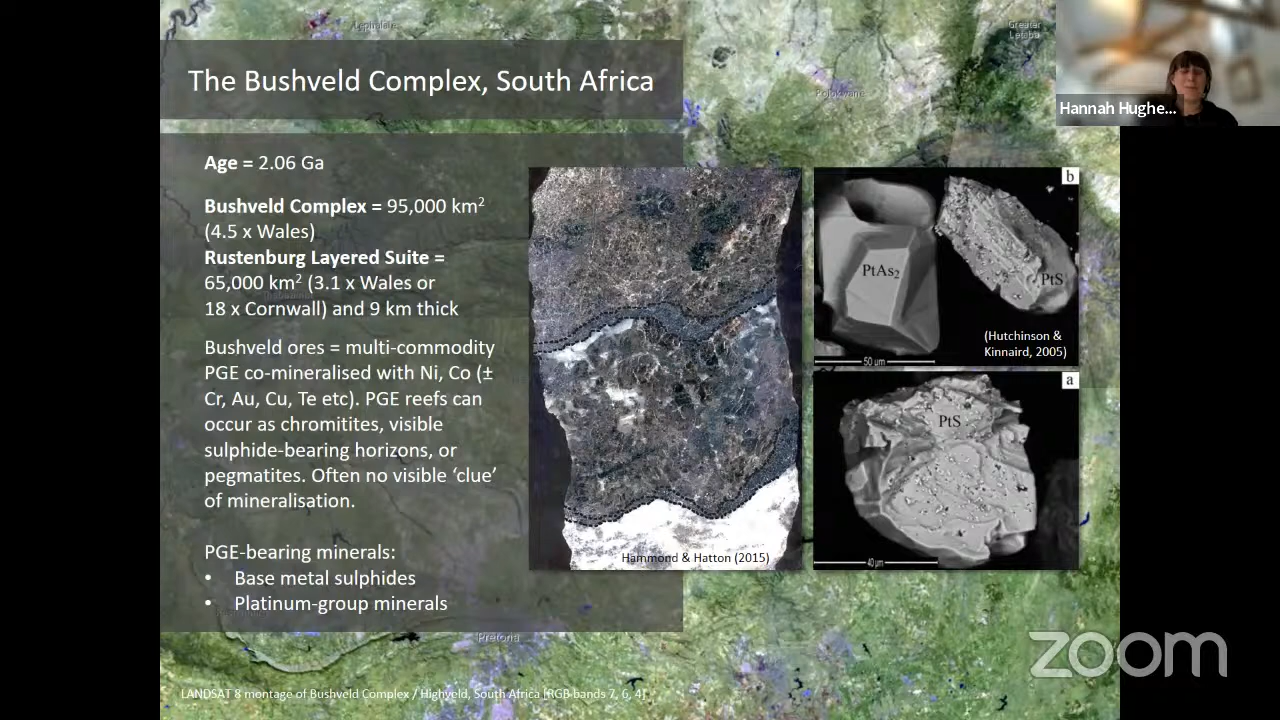 Lephalale
Greater
Letaba
Polokwane
Hannah Hughe...
The Bushveld Complex, South Africa
Age = 2.06 Ga
Bushveld Complex = 95,000 km²
(4.5 x Wales)
Rustenburg Layered Suite =
65,000 km² (3.1 x Wales or
18 x Cornwall) and 9 km thick
Bushveld ores = multi-commodity
PGE co-mineralised with Ni, Co (±
Cr, Au, Cu, Te etc). PGE reefs can
occur as chromitites, visible
sulphide-bearing horizons, or
pegmatites. Often no visible ‘clue’
of mineralisation.
PGE-bearing minerals:
• Base metal sulphides
• Platinum-group minerals
Hammond & Hatton (2015)
b
PtAs₂
PtS
(Hutchinson &
Kinnaird, 2005)
50 µm
a
PtS
40 µm
Pretoria
LANDSAT 8 montage of Bushveld Complex / Highveld, South Africa [RGB bands 7, 6, 4]
zoom